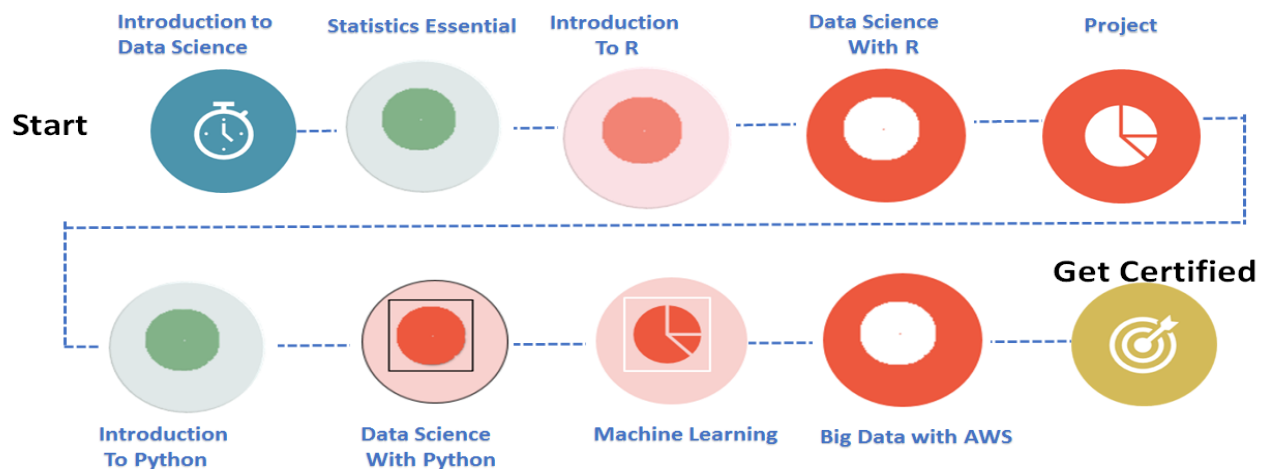 Introduction to
Data Science
Statistics Essential
Introduction
To R
Data Science
With R
Project
Start
Get Certified
Introduction
To Python
Data Science
With Python
Machine Learning
Big Data with AWS